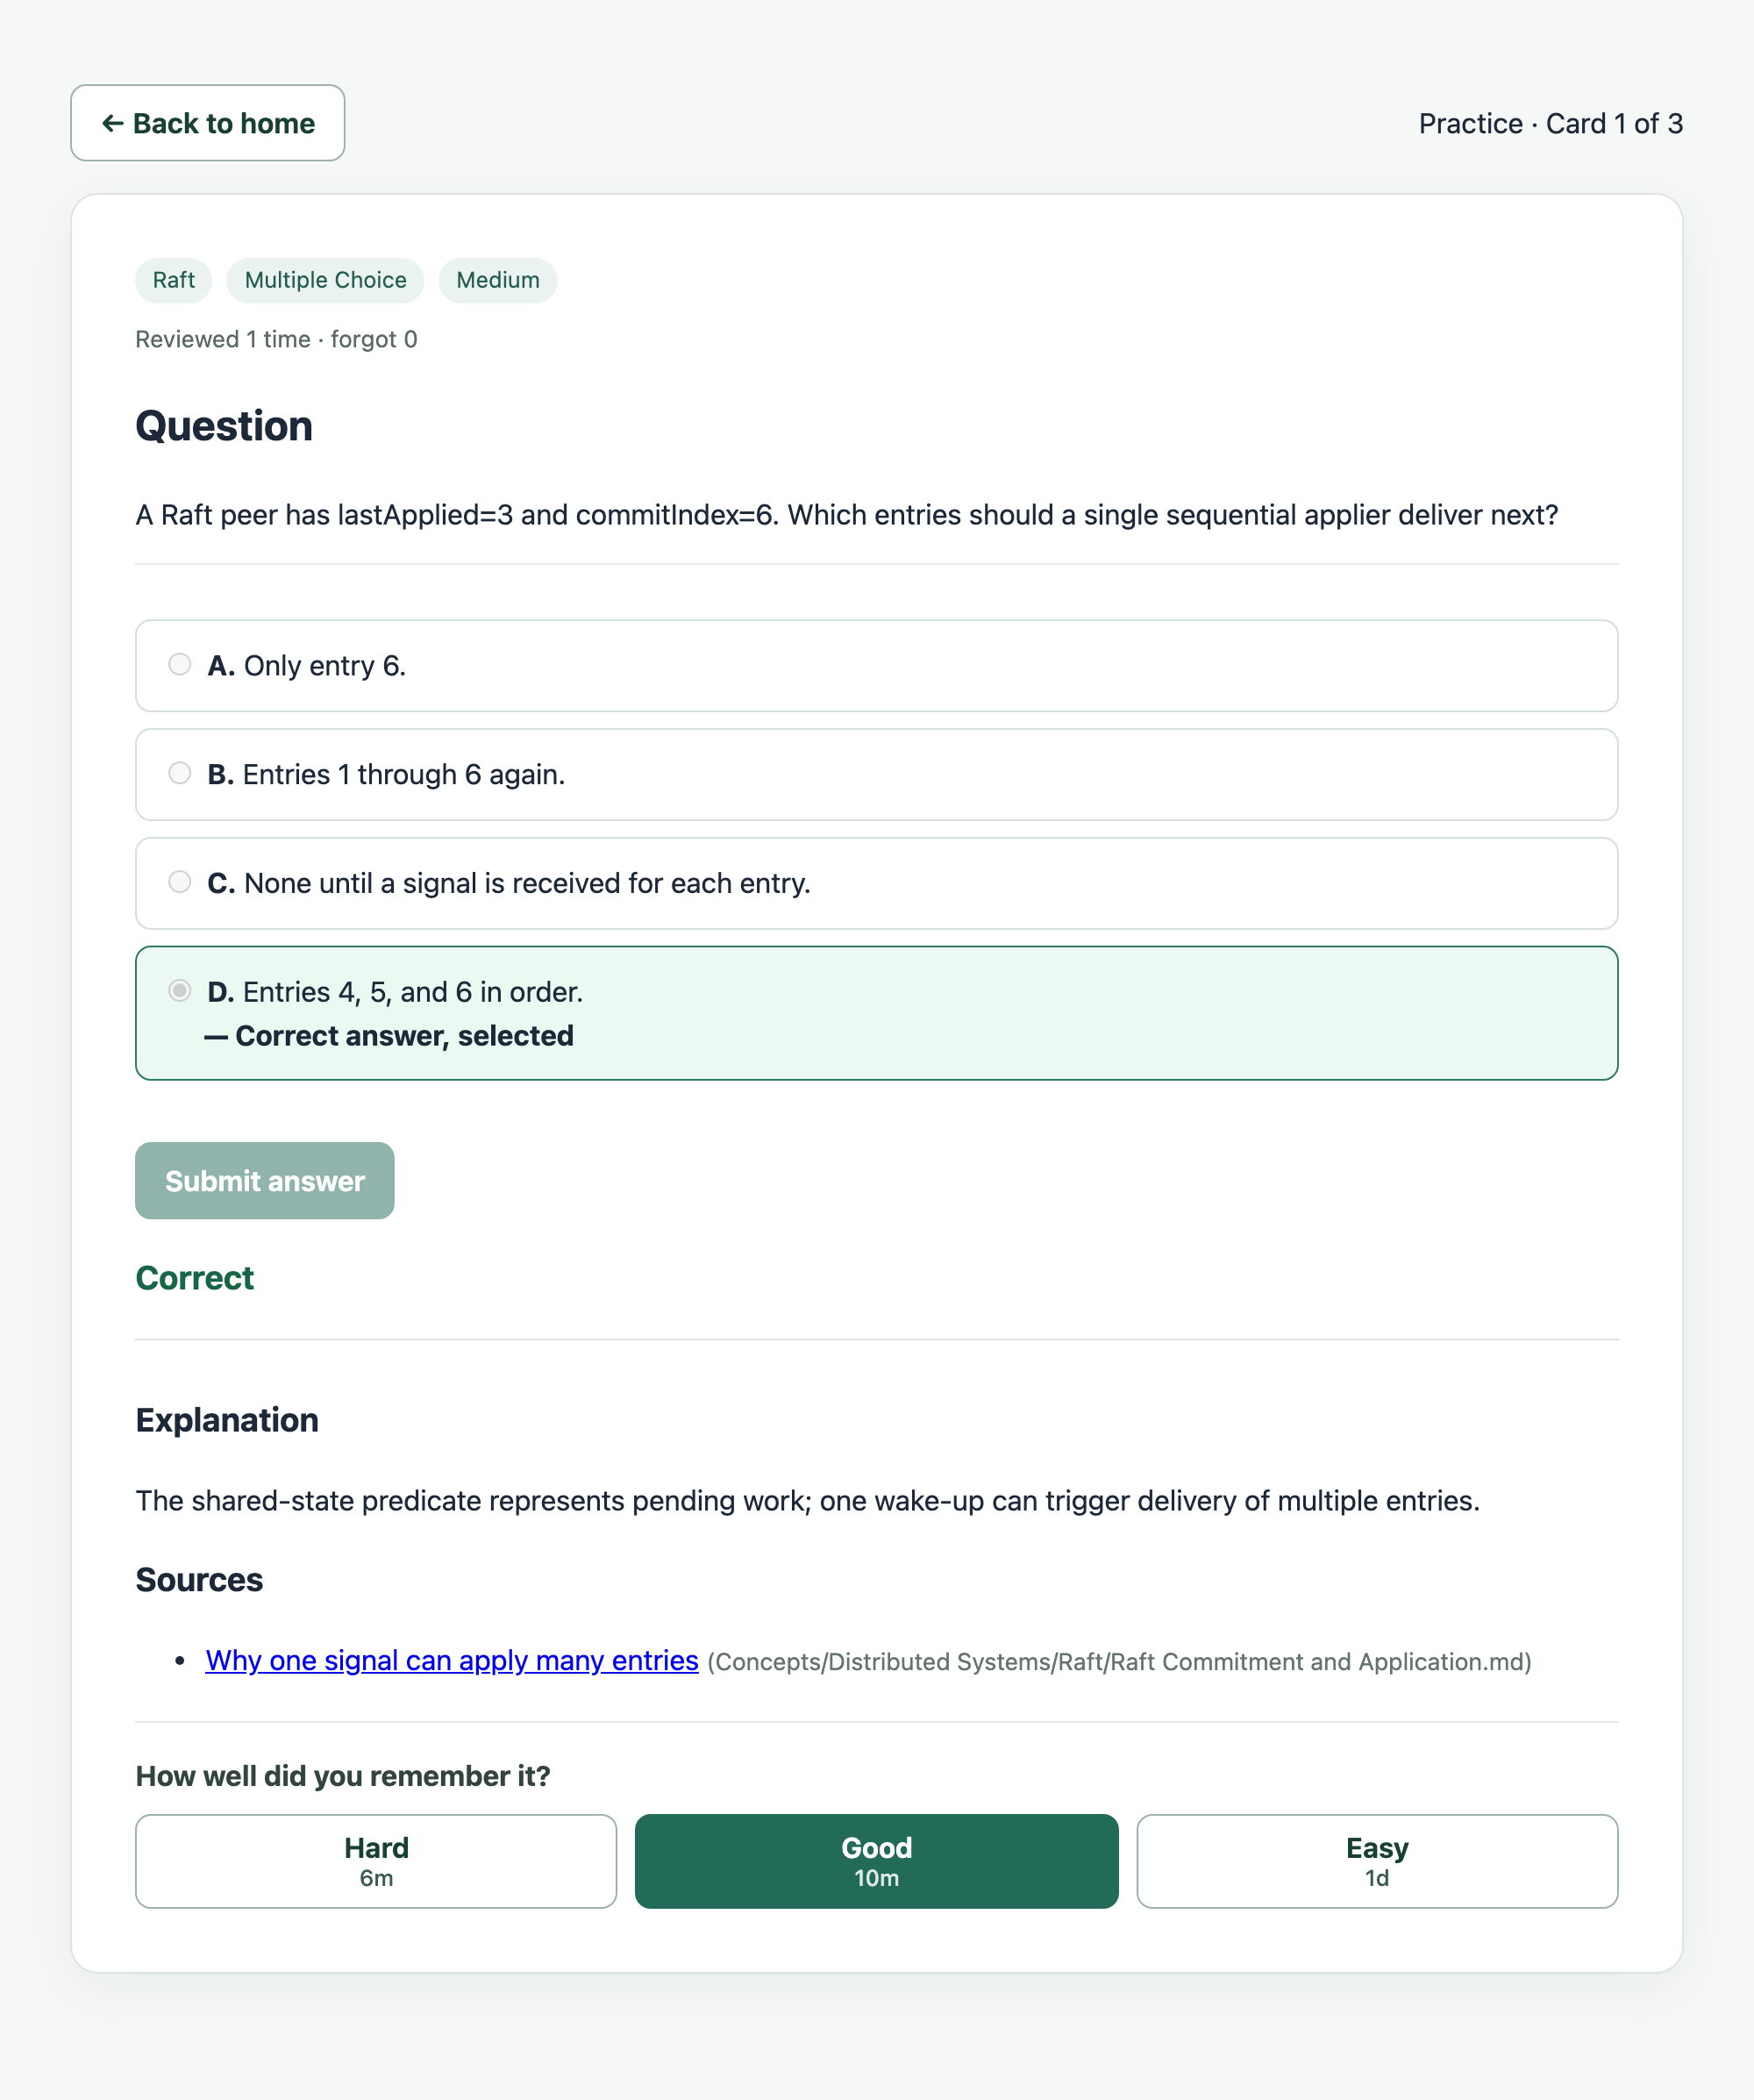 ← Back to home
Practice · Card 1 of 3
Raft
Multiple Choice
Medium
Reviewed 1 time · forgot 0
Question
A Raft peer has lastApplied=3 and commitIndex=6. Which entries should a single sequential applier deliver next?
A. Only entry 6.
B. Entries 1 through 6 again.
C. None until a signal is received for each entry.
D. Entries 4, 5, and 6 in order.
— Correct answer, selected
Submit answer
Correct
Explanation
The shared-state predicate represents pending work; one wake-up can trigger delivery of multiple entries.
Sources
• Why one signal can apply many entries (Concepts/Distributed Systems/Raft/Raft Commitment and Application.md)
How well did you remember it?
Hard
6m
Good
10m
Easy
1d